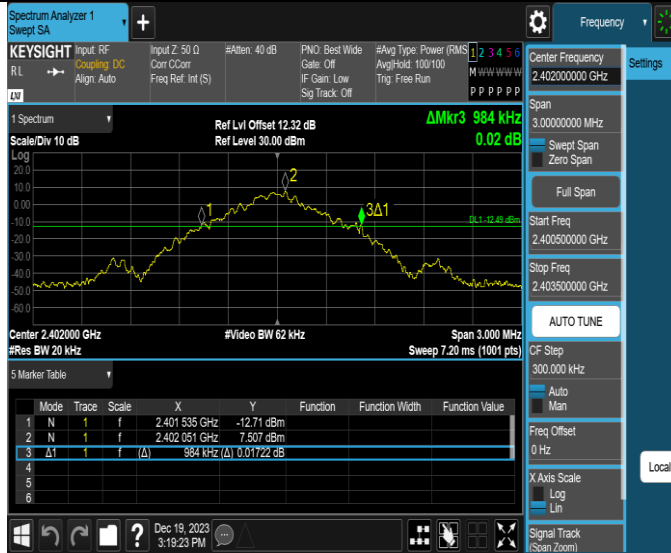 Spectrum Analyzer 1
Swept SA
Frequency
KEYSIGHT
RL
LXI
Input: RF
Coupling: DC
Align: Auto
Input Z: 50 Ω
Corr CCorr
Freq Ref: Int (S)
#Atten: 40 dB
PNO: Best Wide
Gate: Off
IF Gain: Low
Sig Track: Off
#Avg Type: Power (RMS
Avg|Hold: 100/100
Trig: Free Run
1 2 3 4 5 6
M W W W W W
P P P P P P
1 Spectrum
Scale/Div 10 dB
Ref Lvl Offset 12.32 dB
Ref Level 30.00 dBm
ΔMkr3 984 kHz
0.02 dB
Log
20.0
10.0
0.00
-10.0
-20.0
-30.0
-40.0
-50.0
-60.0
1
2
3Δ1
DL1 -12.49 dBm
Center 2.402000 GHz
#Video BW 62 kHz
Span 3.000 MHz
#Res BW 20 kHz
Sweep 7.20 ms (1001 pts)
5 Marker Table
Mode Trace Scale X Y Function Function Width Function Value
1 N 1 f 2.401 535 GHz -12.71 dBm
2 N 1 f 2.402 051 GHz 7.507 dBm
3 Δ1 1 f (Δ) 984 kHz (Δ) 0.01722 dB
4
5
6
Dec 19, 2023
3:19:23 PM
Center Frequency
2.402000000 GHz
Span
3.00000000 MHz
Swept Span
Zero Span
Full Span
Start Freq
2.400500000 GHz
Stop Freq
2.403500000 GHz
AUTO TUNE
CF Step
300.000 kHz
Auto
Man
Freq Offset
0 Hz
X Axis Scale
Log
Lin
Signal Track
(Span Zoom)
Settings
Local